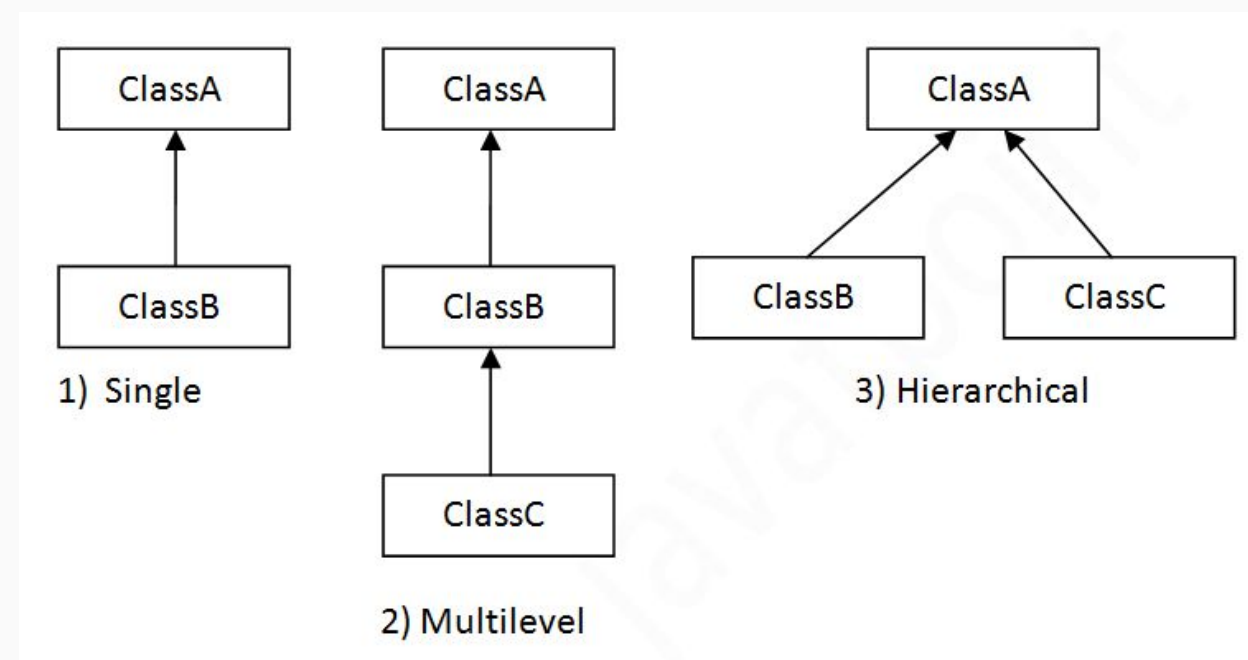 ClassA
ClassB
1) Single
ClassA
ClassB
ClassC
2) Multilevel
ClassA
ClassB
ClassC
3) Hierarchical